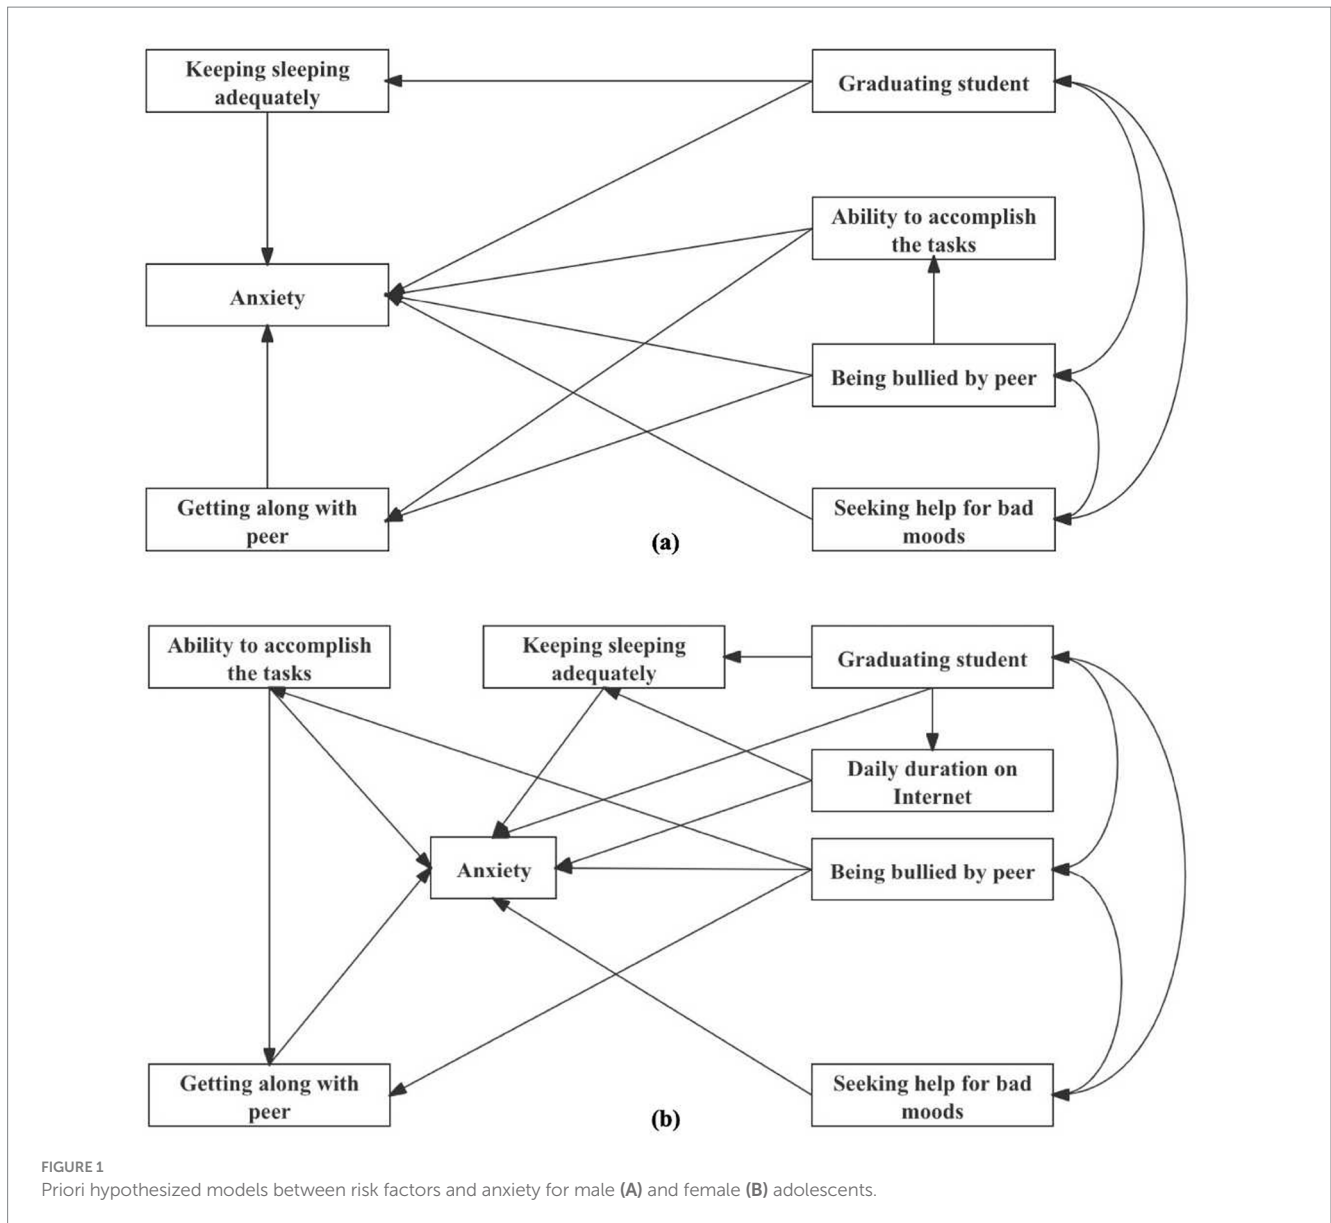 Keeping sleeping
adequately
Graduating student
Ability to accomplish
the tasks
Anxiety
Being bullied by peer
Getting along with
peer
Seeking help for bad
moods
(a)
Ability to accomplish
the tasks
Keeping sleeping
adequately
Graduating student
Daily duration on
Internet
Anxiety
Being bullied by peer
Getting along with
peer
Seeking help for bad
moods
(b)
FIGURE 1
Priori hypothesized models between risk factors and anxiety for male (A) and female (B) adolescents.